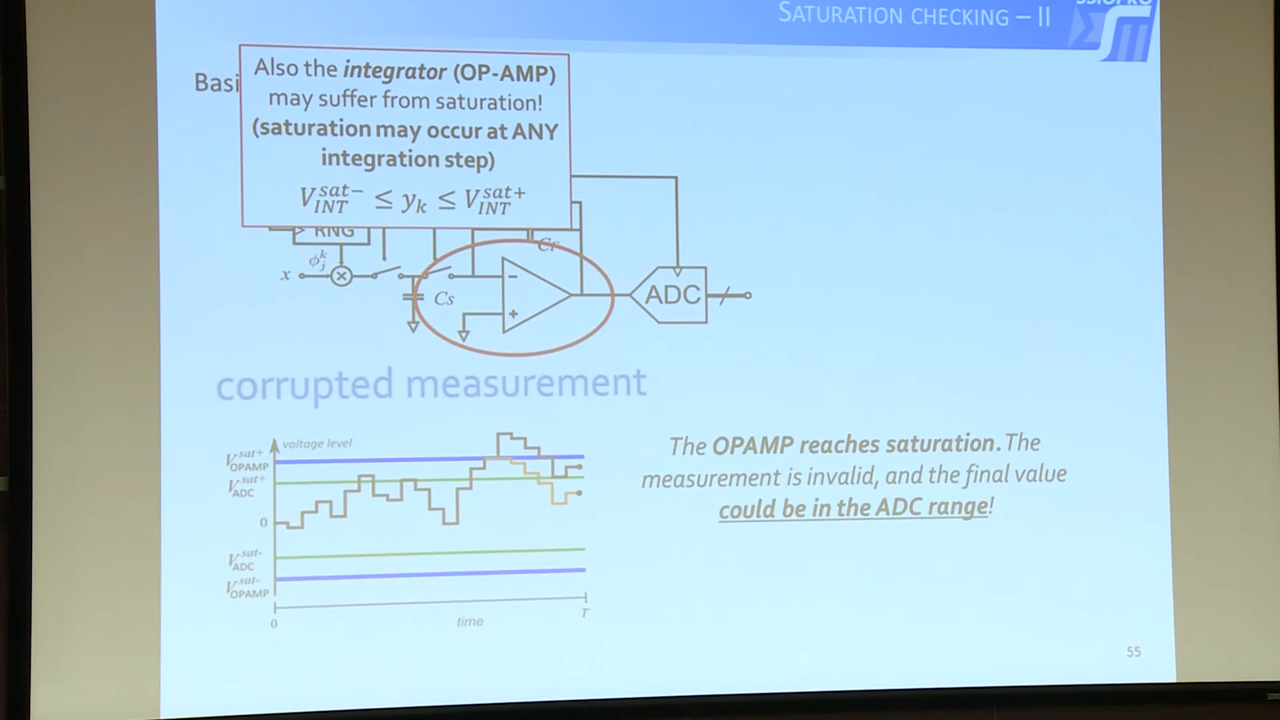 SATURATION CHECKING – II
SSIGPRO
Basi
Also the integrator (OP-AMP)
may suffer from saturation!
(saturation may occur at ANY
integration step)
V_INT^sat− ≤ y_k ≤ V_INT^sat+
RNG
ϕ_j^k
x
Cs
−
+
ADC
corrupted measurement
voltage level
V_OPAMP^sat+
V_ADC^sat+
0
V_ADC^sat-
V_OPAMP^sat-
0
time
T
The OPAMP reaches saturation. The
measurement is invalid, and the final value
could be in the ADC range!
55